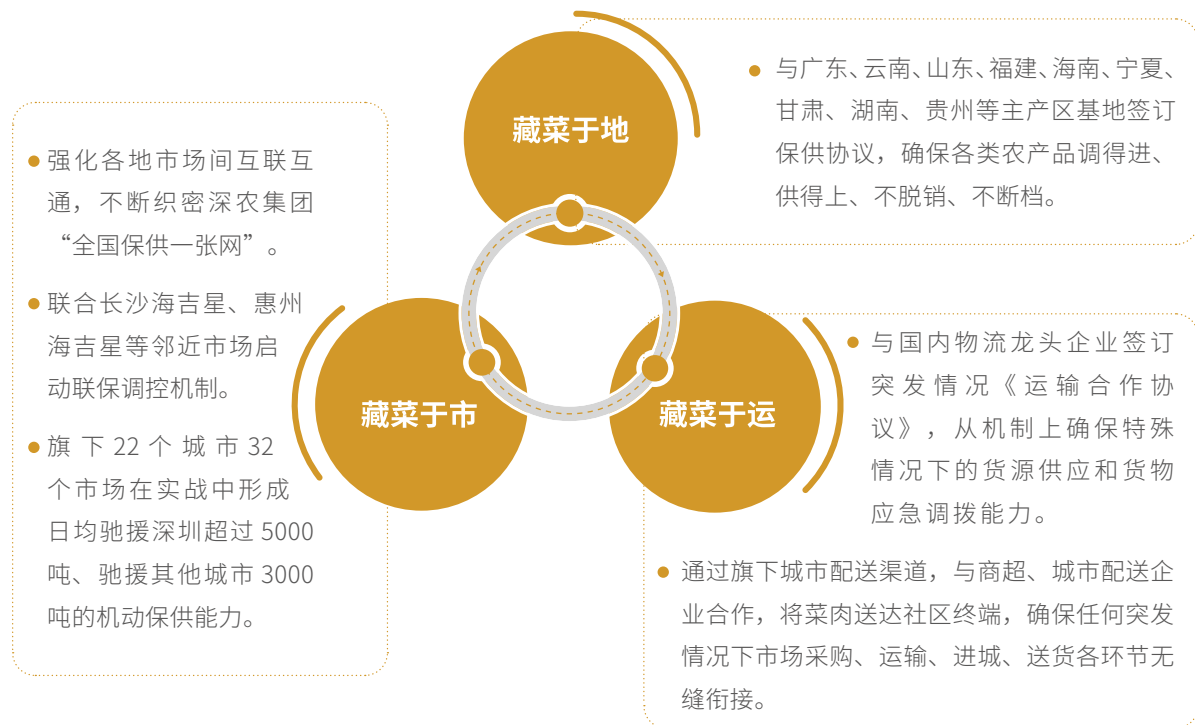 藏菜于地
与广东、云南、山东、福建、海南、宁夏、
甘肃、湖南、贵州等主产区基地签订
保供协议，确保各类农产品调得进、
供得上、不脱销、不断档。
强化各地市场间互联互
通，不断织密深农集团
“全国保供一张网”。
联合长沙海吉星、惠州
海吉星等邻近市场启
动联保调控机制。
旗下 22 个城市 32
个市场在实战中形成
日均驰援深圳超过 5000
吨、驰援其他城市 3000
吨的机动保供能力。
藏菜于市
藏菜于运
与国内物流龙头企业签订
突发情况《运输合作协
议》，从机制上确保特殊
情况下的货源供应和货物
应急调拨能力。
通过旗下城市配送渠道，与商超、城市配送企
业合作，将菜肉送达社区终端，确保任何突发
情况下市场采购、运输、进城、送货各环节无
缝衔接。